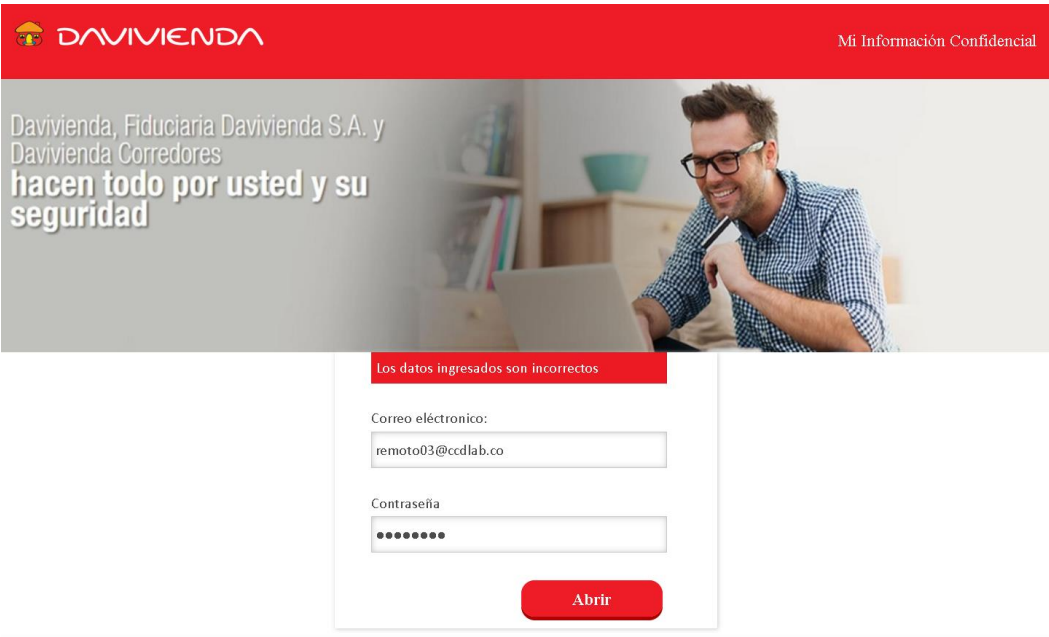 DAVIVIENDA
Mi Información Confidencial
Davivienda, Fiduciaria Davivienda S.A. y
Davivienda Corredores
hacen todo por usted y su
seguridad
Los datos ingresados son incorrectos
Correo eléctronico:
remoto03@ccdlab.co
Contraseña
Abrir